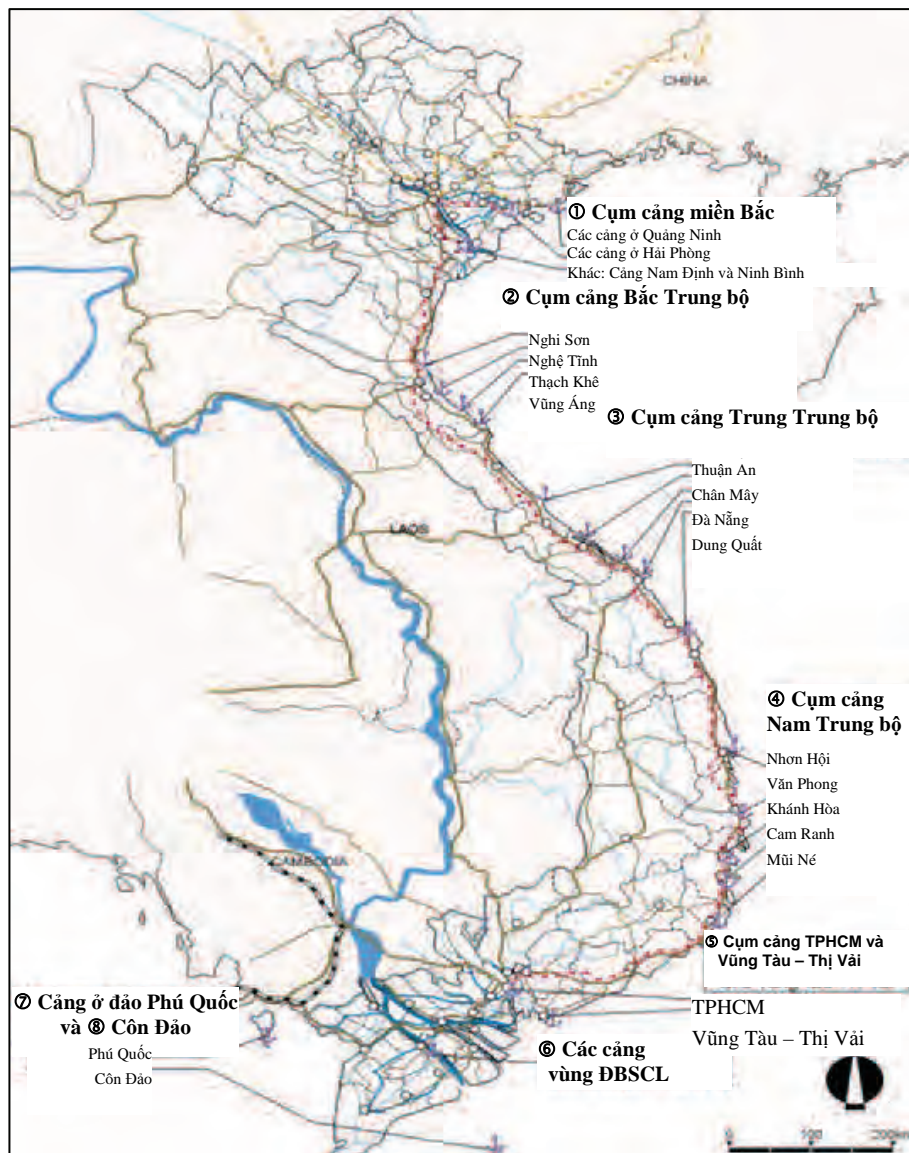 CHINA
① Cụm cảng miền Bắc
Các cảng ở Quảng Ninh
Các cảng ở Hải Phòng
Khác: Cảng Nam Định và Ninh Bình
② Cụm cảng Bắc Trung bộ
Nghi Sơn
Nghệ Tĩnh
Thạch Khê
Vũng Áng
③ Cụm cảng Trung Trung bộ
Thuận An
Chân Mây
Đà Nẵng
Dung Quất
LAOS
④ Cụm cảng
Nam Trung bộ
Nhơn Hội
Văn Phong
Khánh Hòa
Cam Ranh
Mũi Né
CAMBODIA
⑤ Cụm cảng TPHCM và
Vũng Tàu – Thị Vải
TPHCM
Vũng Tàu – Thị Vải
⑥ Các cảng
vùng ĐBSCL
⑦ Cảng ở đảo Phú Quốc
và ⑧ Côn Đảo
Phú Quốc
Côn Đảo
0 100 200km